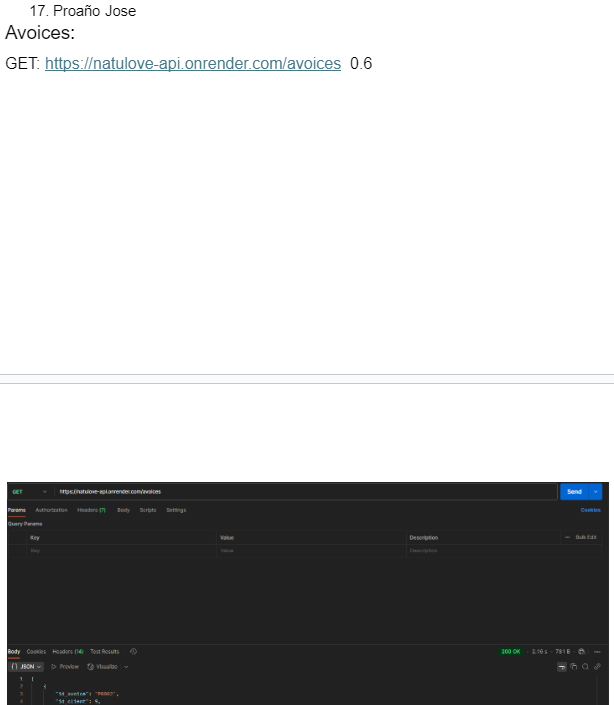 17. Proaño Jose
Avoices:
GET: https://natulove-api.onrender.com/avoices 0.6
GET https://natulove-api.onrender.com/avoices Send
Params Authorization Headers (7) Body Scripts Settings Cookies
Query Params
Key Value Description Bulk Edit
Key Value Description
Body Cookies Headers (14) Test Results 200 OK 2.16 s 781 B
{ } JSON Preview Visualize
1 [
2 {
3
4 "id_client": 9,